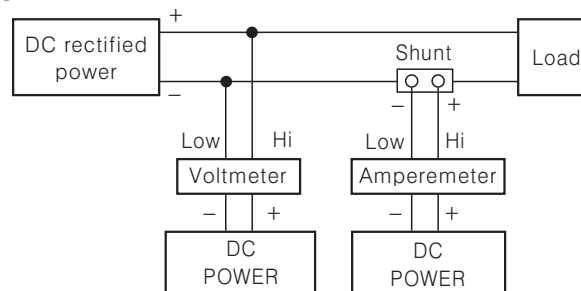 +
DC rectified
power
Shunt
Load
−
− +
Low Hi
Low Hi
Voltmeter
Amperemeter
− +
− +
DC
POWER
DC
POWER